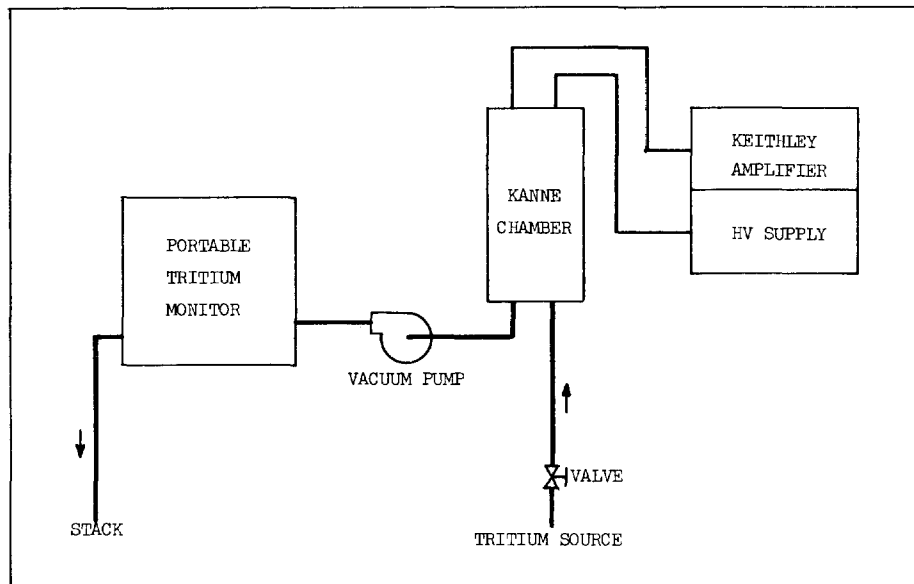 KEITHLEY
AMPLIFIER
HV SUPPLY
KANNE
CHAMBER
PORTABLE
TRITIUM
MONITOR
VACUUM PUMP
VALVE
STACK
TRITIUM SOURCE